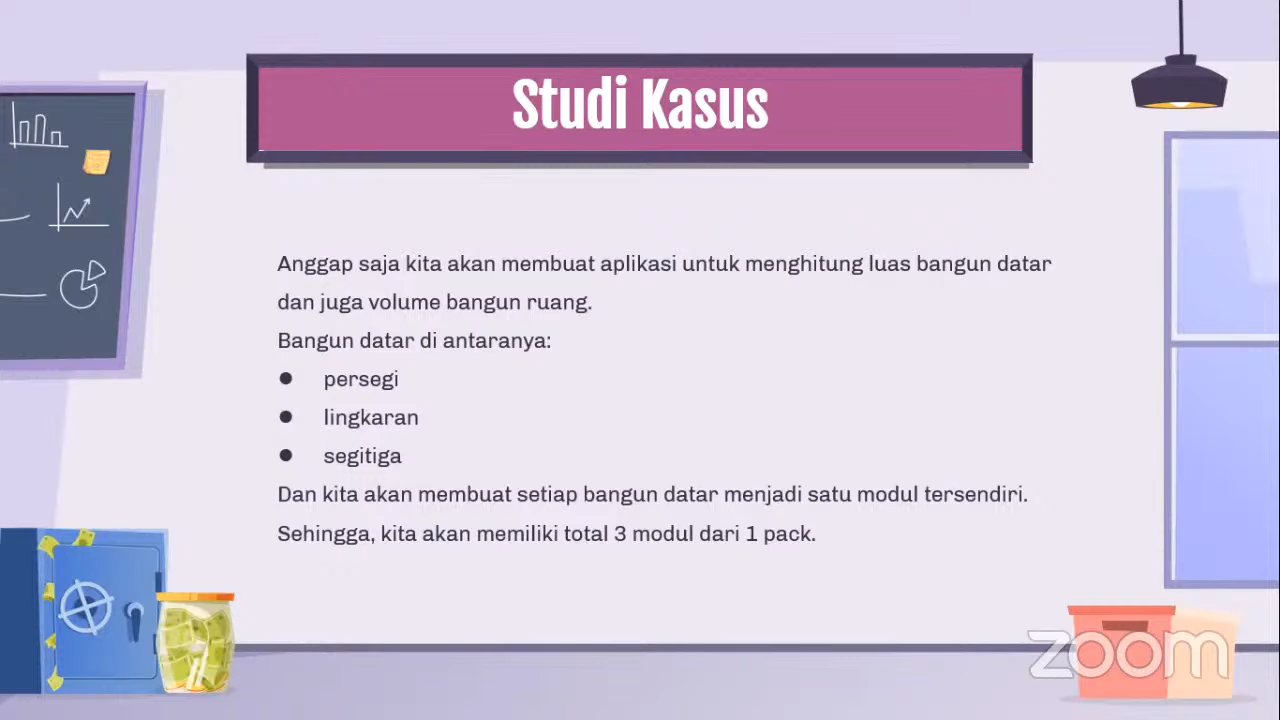 Studi Kasus
Anggap saja kita akan membuat aplikasi untuk menghitung luas bangun datar
dan juga volume bangun ruang.
Bangun datar di antaranya:
● persegi
● lingkaran
● segitiga
Dan kita akan membuat setiap bangun datar menjadi satu modul tersendiri.
Sehingga, kita akan memiliki total 3 modul dari 1 pack.
zoom